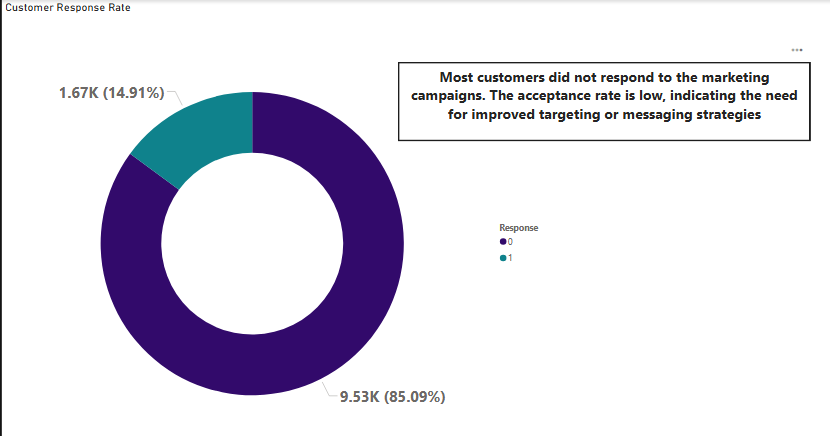 Customer Response Rate
Most customers did not respond to the marketing
campaigns. The acceptance rate is low, indicating the need
for improved targeting or messaging strategies
1.67K (14.91%)
Response
0
1
9.53K (85.09%)